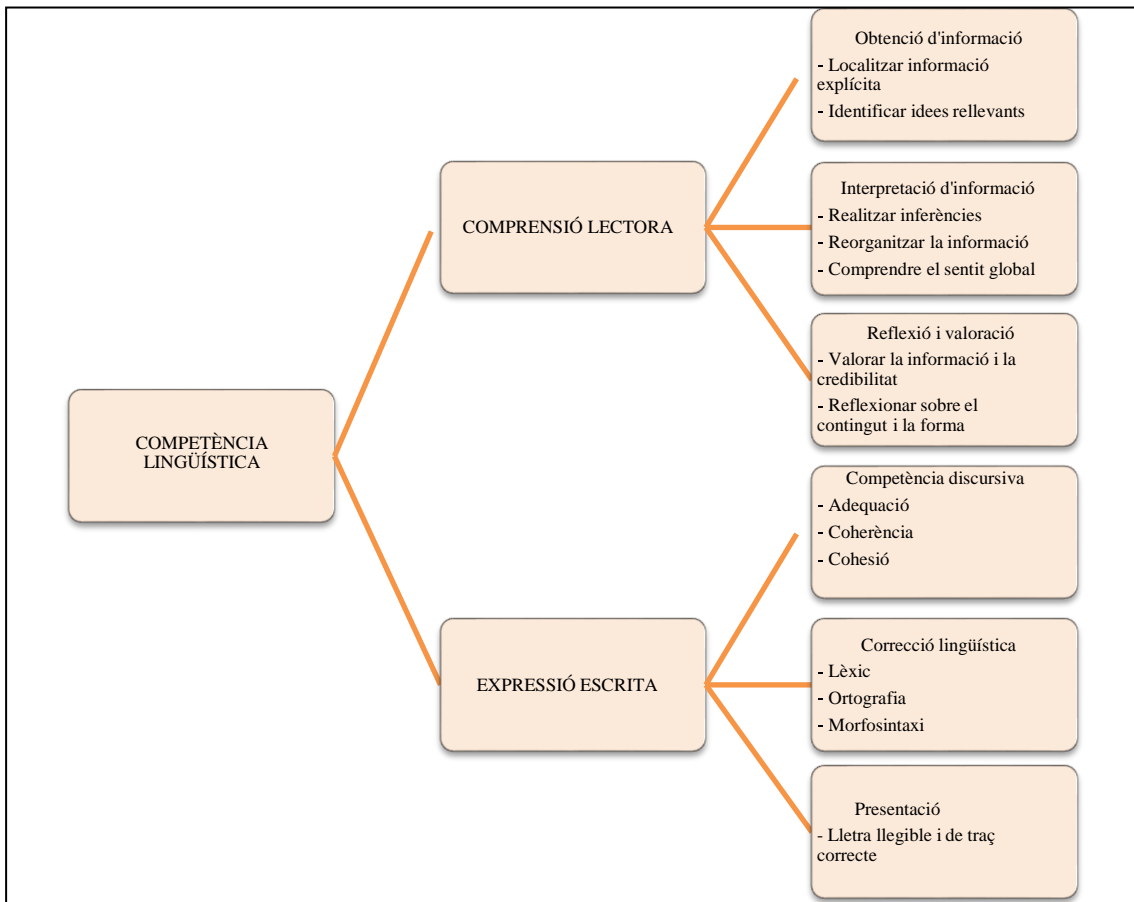 Obtenció d'informació
- Localitzar informació
explícita
- Identificar idees rellevants
Interpretació d'informació
- Realitzar inferències
- Reorganitzar la informació
- Comprendre el sentit global
COMPRENSIÓ LECTORA
Reflexió i valoració
- Valorar la informació i la
credibilitat
- Reflexionar sobre el
contingut i la forma
COMPETÈNCIA
LINGÜÍSTICA
Competència discursiva
- Adequació
- Coherència
- Cohesió
EXPRESSIÓ ESCRITA
Correcció lingüística
- Lèxic
- Ortografia
- Morfosintaxi
Presentació
- Lletra llegible i de traç
correcte